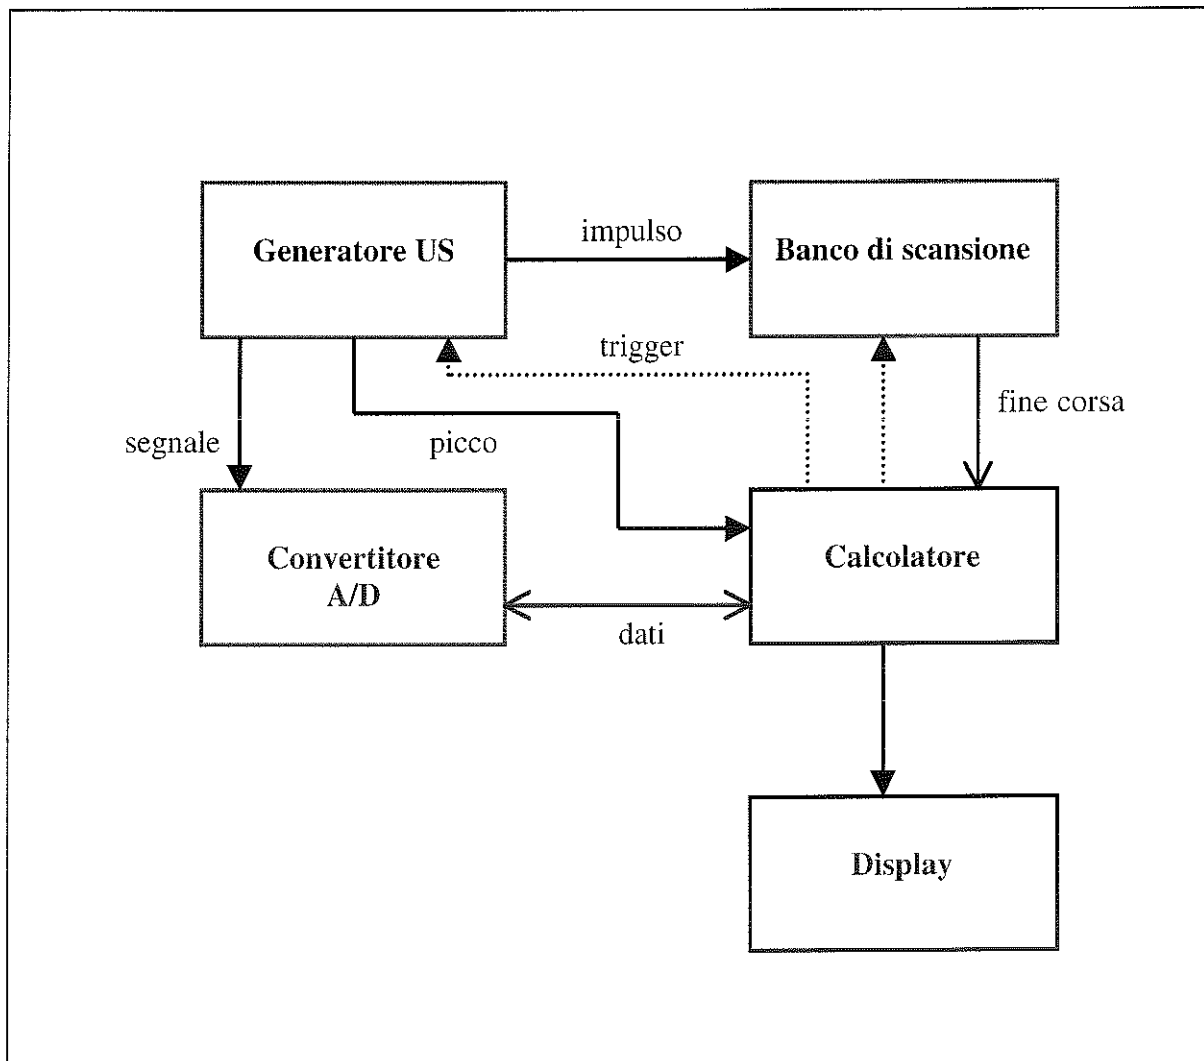 Generatore US
impulso
Banco di scansione
trigger
fine corsa
segnale
picco
Convertitore
A/D
Calcolatore
dati
Display